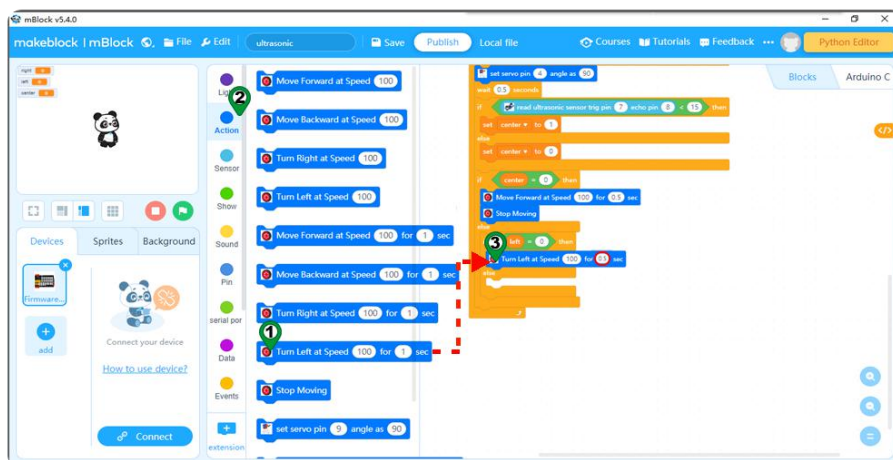 mBlock v5.4.0
makeblock | mBlock File Edit ultrasonic Save Publish Local file Courses Tutorials Feedback ••• Python Editor
right 0
left 0
center 0
Devices Sprites Background
Firmware...
add
Connect your device
How to use device?
Connect
Light
2
Action
Sensor
Show
Sound
Pin
serial por
Data
Events
extension
Move Forward at Speed 100
Move Backward at Speed 100
Turn Right at Speed 100
Turn Left at Speed 100
Move Forward at Speed 100 for 1 sec
Move Backward at Speed 100 for 1 sec
Turn Right at Speed 100 for 1 sec
1
Turn Left at Speed 100 for 1 sec
Stop Moving
set servo pin 9 angle as 90
set servo pin 4 angle as 90
wait 0.5 seconds
if read ultrasonic sensor trig pin 7 echo pin 8 < 15 then
set center to 1
else
set center to 0
if center = 0 then
Move Forward at Speed 100 for 0.5 sec
Stop Moving
else
3
left = 0 then
Turn Left at Speed 100 for 0.5 sec
else
Blocks Arduino C